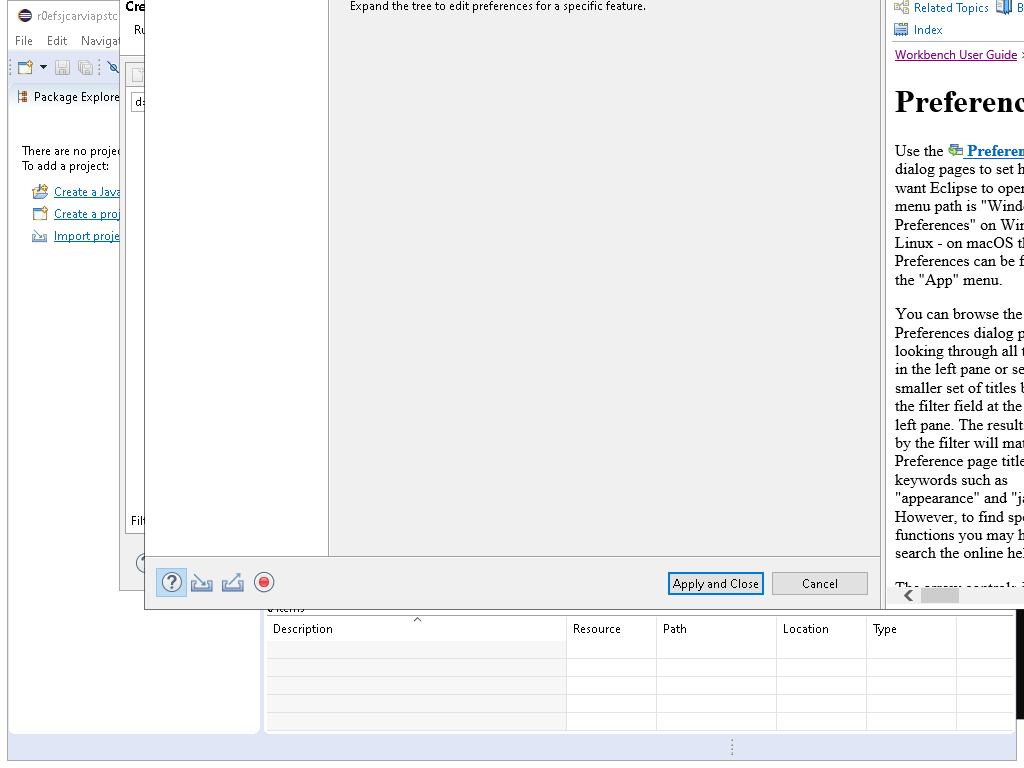 r0efsjcarviapstc
File Edit Navigat
Package Explore
There are no projec
To add a project:
Create a Java
Create a proj
Import proje
Cre
Ru
Filt
Expand the tree to edit preferences for a specific feature.
Apply and Close
Cancel
Related Topics
Index
Workbench User Guide >
Preferenc
Use the Preferen
dialog pages to set h
want Eclipse to oper
menu path is "Windo
Preferences" on Win
Linux - on macOS th
Preferences can be f
the "App" menu.
You can browse the
Preferences dialog p
looking through all t
in the left pane or se
smaller set of titles b
the filter field at the
left pane. The result
by the filter will mat
Preference page title
keywords such as
"appearance" and "ja
However, to find spe
functions you may h
search the online hel
The arrow controls i
0 items
Description Resource Path Location Type